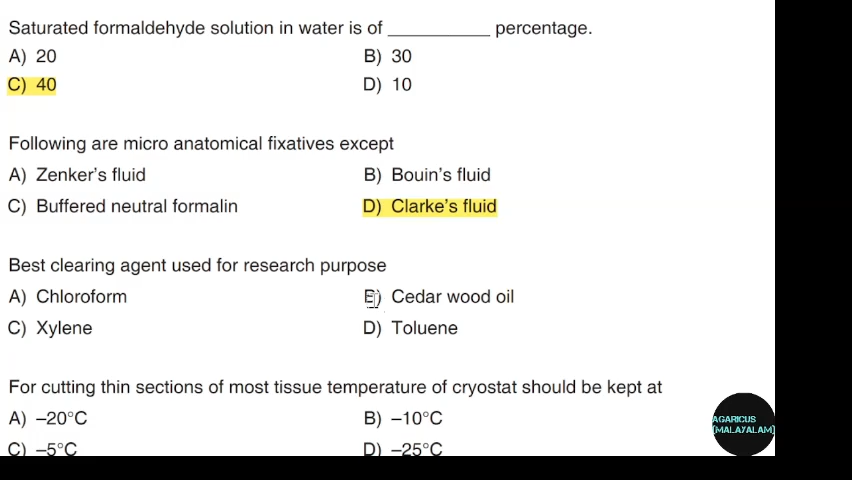 Saturated formaldehyde solution in water is of __________ percentage.
A) 20 B) 30
C) 40 D) 10
Following are micro anatomical fixatives except
A) Zenker's fluid B) Bouin's fluid
C) Buffered neutral formalin D) Clarke's fluid
Best clearing agent used for research purpose
A) Chloroform B) Cedar wood oil
C) Xylene D) Toluene
For cutting thin sections of most tissue temperature of cryostat should be kept at
A) –20°C B) –10°C
C) –5°C D) –25°C
AGARICUS
(MALAYALAM)